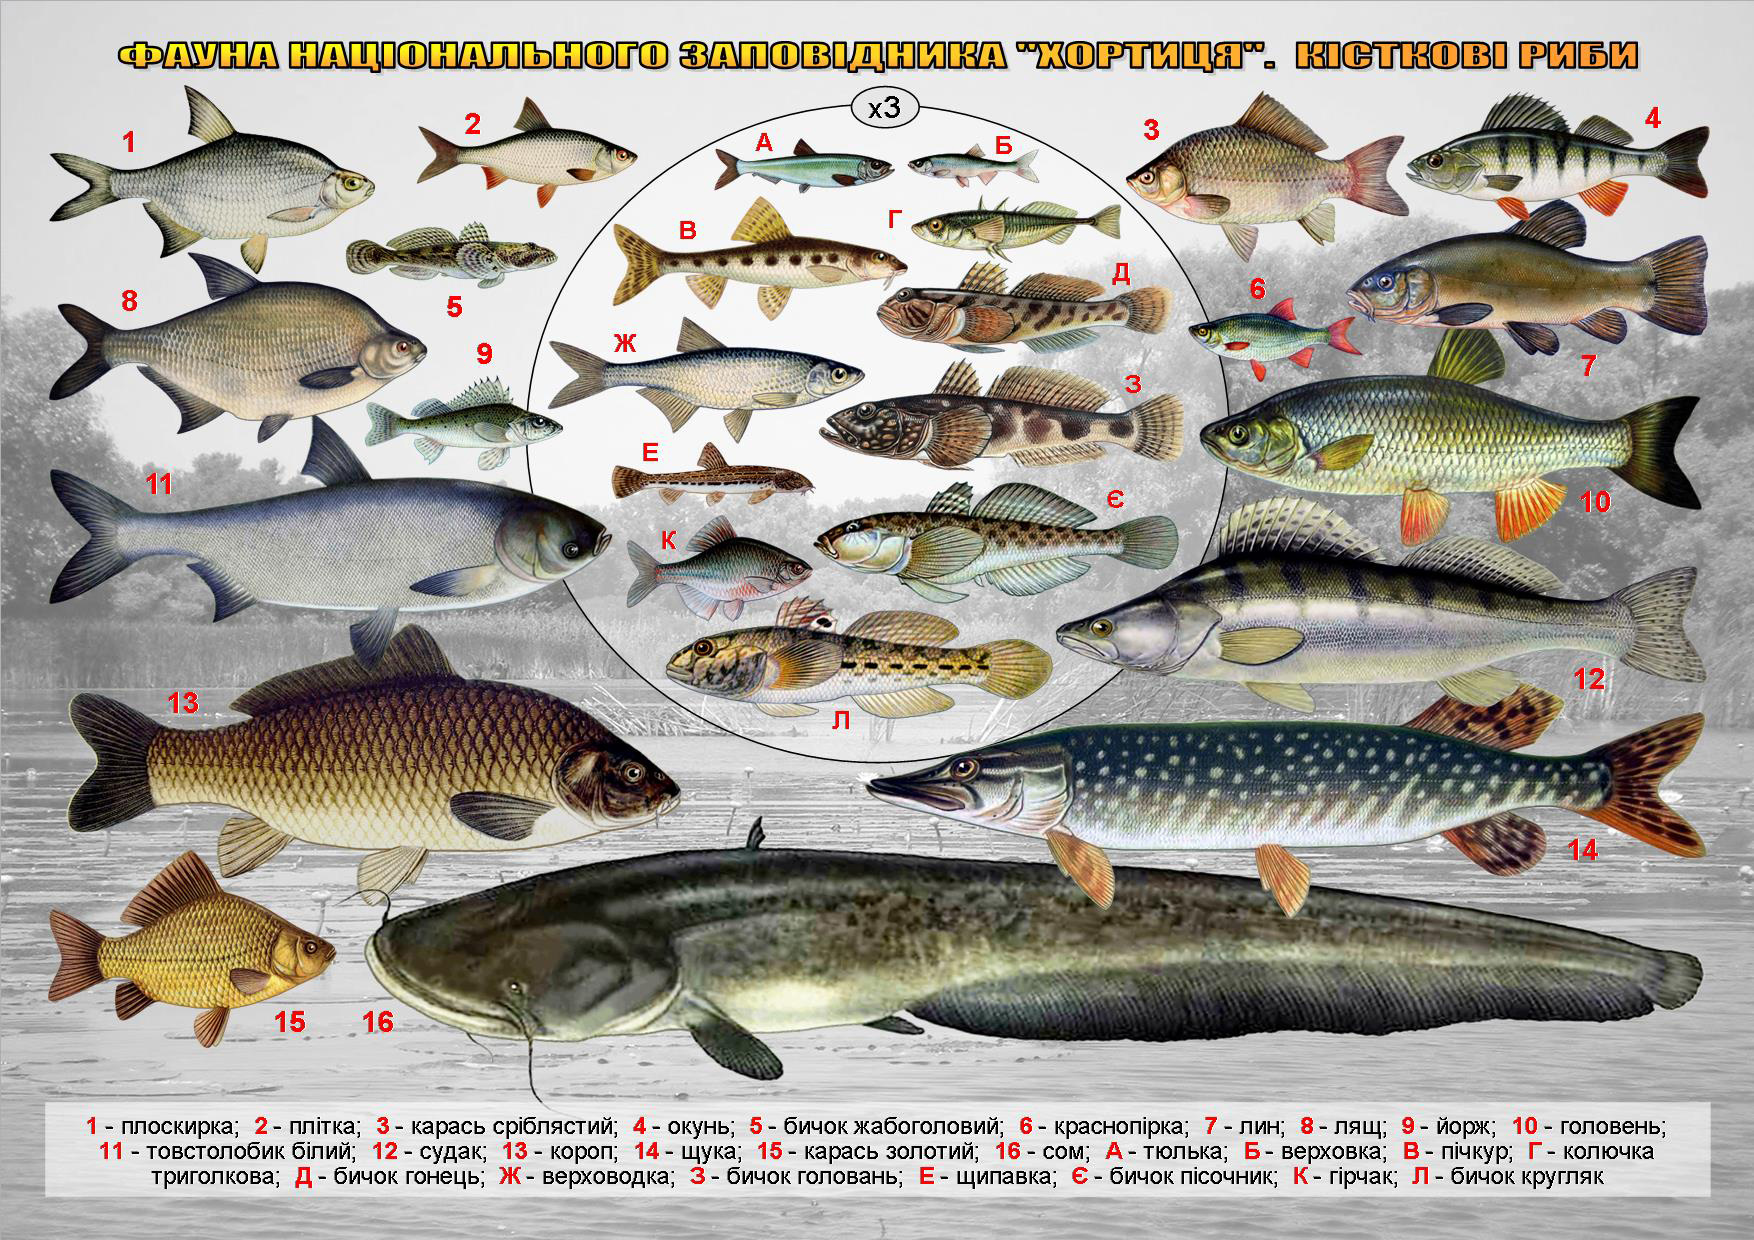 ФАУНА НАЦІОНАЛЬНОГО ЗАПОВІДНИКА "ХОРТИЦЯ". КІСТКОВІ РИБИ
х3
1
2
А
Б
3
4
В
Г
5
Д
6
7
8
9
Ж
З
10
Е
Є
11
К
12
Л
13
14
15
16
1 - плоскирка; 2 - плітка; 3 - карась сріблястий; 4 - окунь; 5 - бичок жабоголовий; 6 - краснопірка; 7 - лин; 8 - лящ; 9 - йорж; 10 - головень;
11 - товстолобик білий; 12 - судак; 13 - короп; 14 - щука; 15 - карась золотий; 16 - сом; А - тюлька; Б - верховка; В - пічкур; Г - колючка
триголкова; Д - бичок гонець; Ж - верховодка; З - бичок головань; Е - щипавка; Є - бичок пісочник; К - гірчак; Л - бичок кругляк